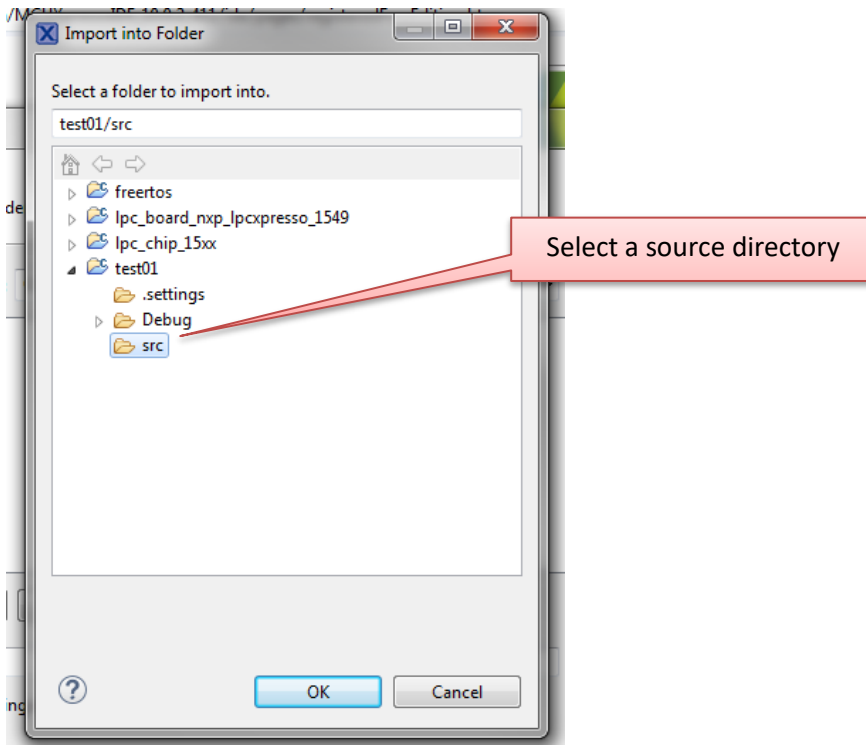 Import into Folder
Select a folder to import into.
test01/src
freertos
lpc_board_nxp_lpcxpresso_1549
lpc_chip_15xx
test01
.settings
Debug
src
Select a source directory
OK
Cancel